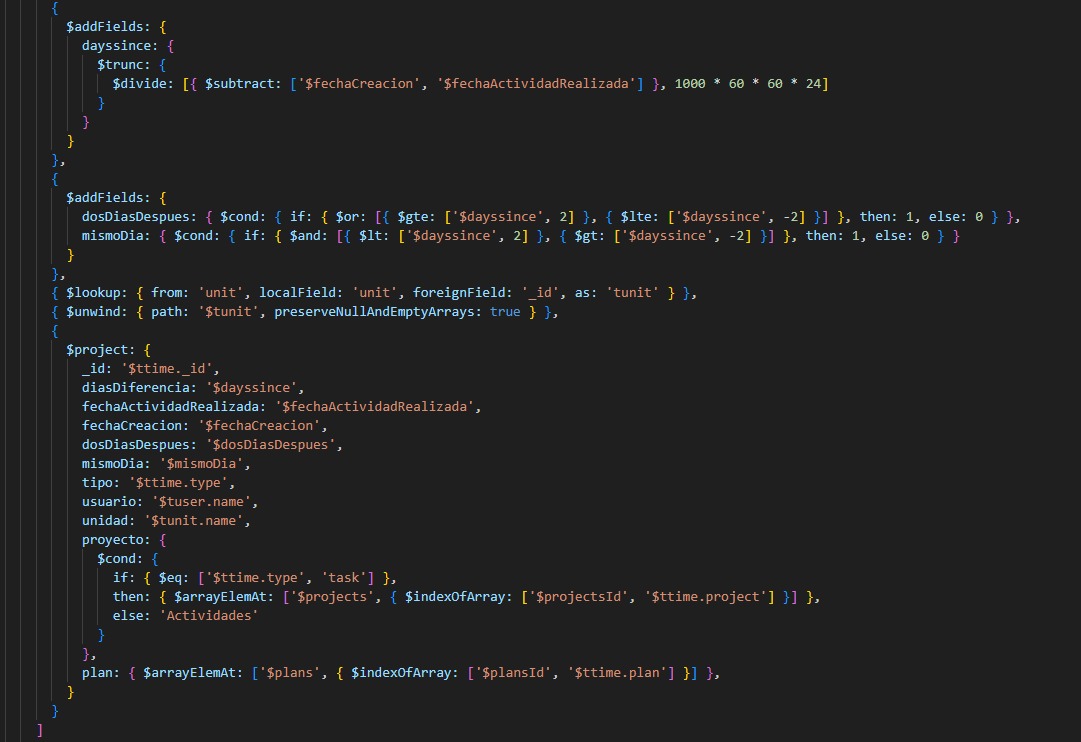 {
$addFields: {
dayssince: {
$trunc: {
$divide: [{ $subtract: ['$fechaCreacion', '$fechaActividadRealizada'] }, 1000 * 60 * 60 * 24]
}
}
}
},
{
$addFields: {
dosDiasDespues: { $cond: { if: { $or: [{ $gte: ['$dayssince', 2] }, { $lte: ['$dayssince', -2] }] }, then: 1, else: 0 } },
mismoDia: { $cond: { if: { $and: [{ $lt: ['$dayssince', 2] }, { $gt: ['$dayssince', -2] }] }, then: 1, else: 0 } }
}
},
{ $lookup: { from: 'unit', localField: 'unit', foreignField: '_id', as: 'tunit' } },
{ $unwind: { path: '$tunit', preserveNullAndEmptyArrays: true } },
{
$project: {
_id: '$ttime._id',
diasDiferencia: '$dayssince',
fechaActividadRealizada: '$fechaActividadRealizada',
fechaCreacion: '$fechaCreacion',
dosDiasDespues: '$dosDiasDespues',
mismoDia: '$mismoDia',
tipo: '$ttime.type',
usuario: '$tuser.name',
unidad: '$tunit.name',
proyecto: {
$cond: {
if: { $eq: ['$ttime.type', 'task'] },
then: { $arrayElemAt: ['$projects', { $indexOfArray: ['$projectsId', '$ttime.project'] }] },
else: 'Actividades'
}
},
plan: { $arrayElemAt: ['$plans', { $indexOfArray: ['$plansId', '$ttime.plan'] }] },
}
}
]